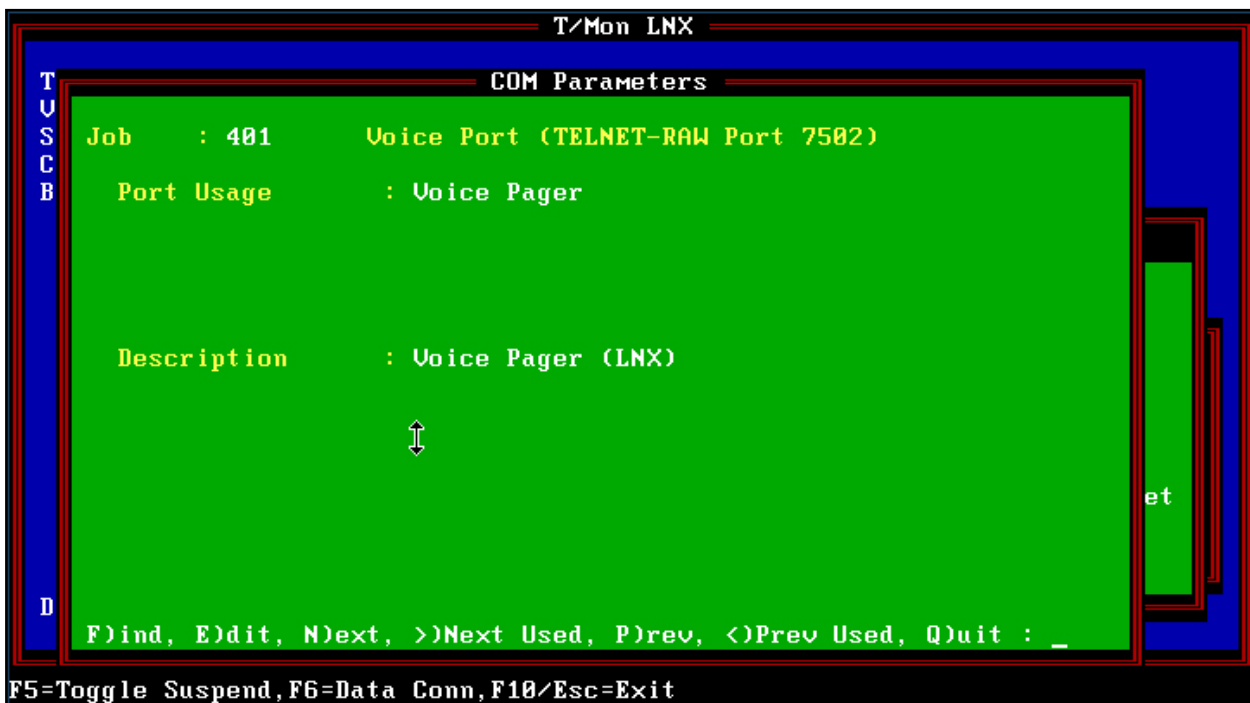 T/Mon LNX
COM Parameters
T
V
S
C
B
Job : 401 Voice Port (TELNET-RAW Port 7502)
Port Usage : Voice Pager
Description : Voice Pager (LNX)
et
D
F)ind, E)dit, N)ext, >)Next Used, P)rev, <)Prev Used, Q)uit : _
F5=Toggle Suspend,F6=Data Conn,F10/Esc=Exit